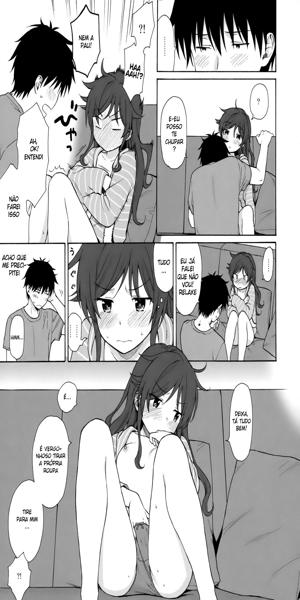 ......
?
E-EU
POSSO
TE
CHUPAR
?
?!
HAA
AAH!?
NEM A
PAU!
AH,
OK!
ENTENDI
NÃO
FAREI
ISSO
......
EU JÁ
FALEI
QUE NÃO
VOU!
RELAXE
TUDO
ACHO QUE
ME PREC-
PITEI
HMM...
DEIXA,
TÁ TUDO
BEM!
É...
É VERGO-
NHOSO TIRAR
A PRÓPRIA
ROUPA
TIRE
PARA MIM
...
?!